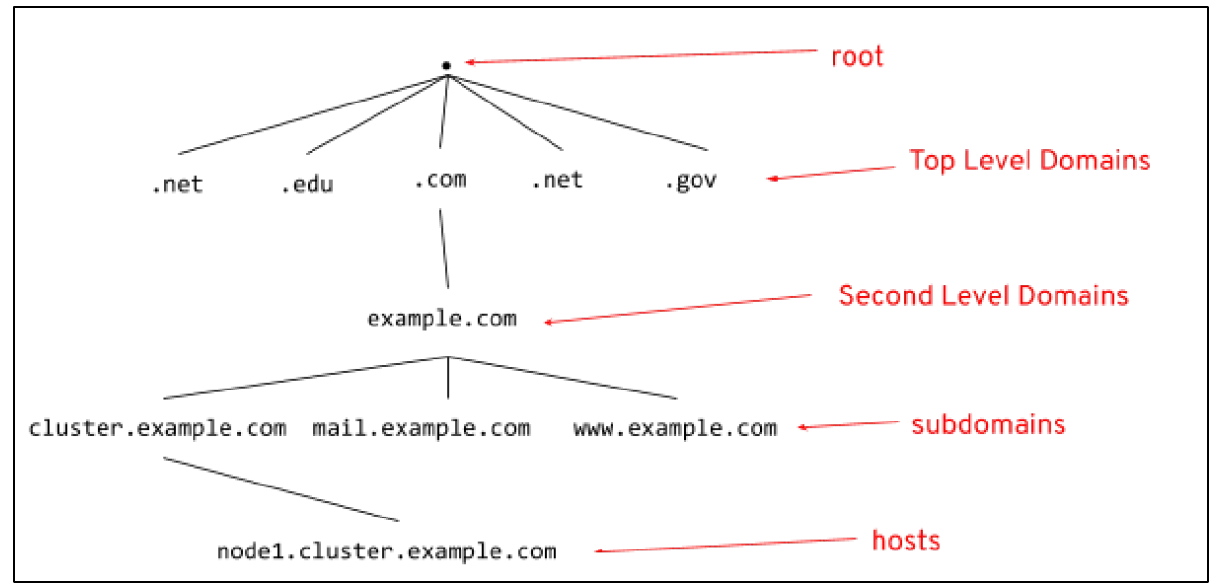 root
.net .edu .com .net .gov
Top Level Domains
example.com
Second Level Domains
cluster.example.com mail.example.com www.example.com
subdomains
node1.cluster.example.com
hosts